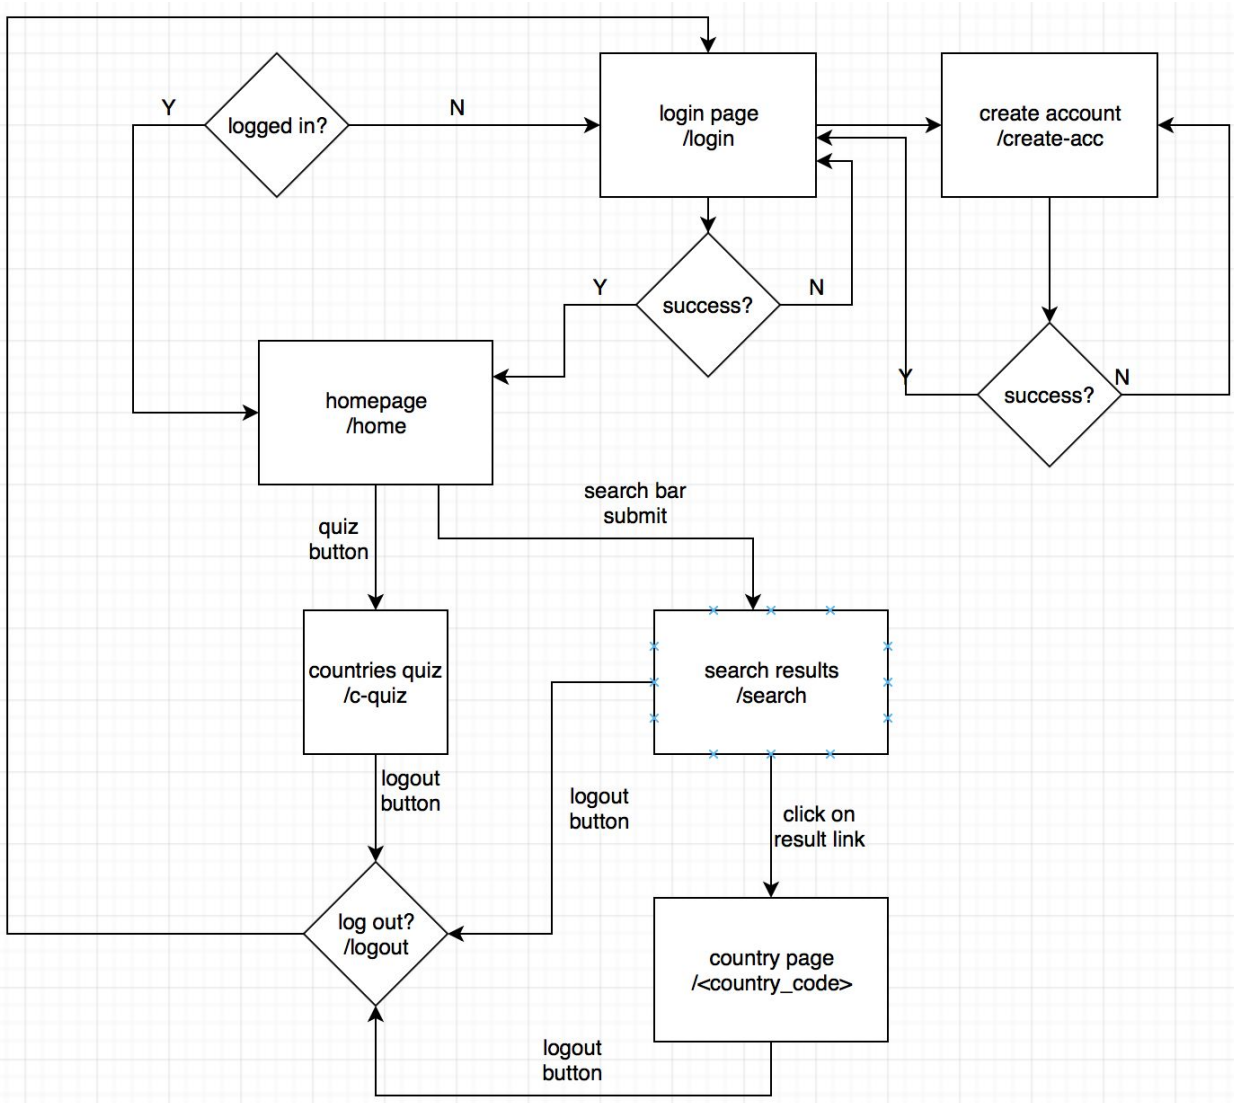 Y
logged in?
N
login page
/login
create account
/create-acc
Y
success?
N
Y
success?
N
homepage
/home
search bar
submit
quiz
button
countries quiz
/c-quiz
search results
/search
logout
button
logout
button
click on
result link
log out?
/logout
country page
/<country_code>
logout
button